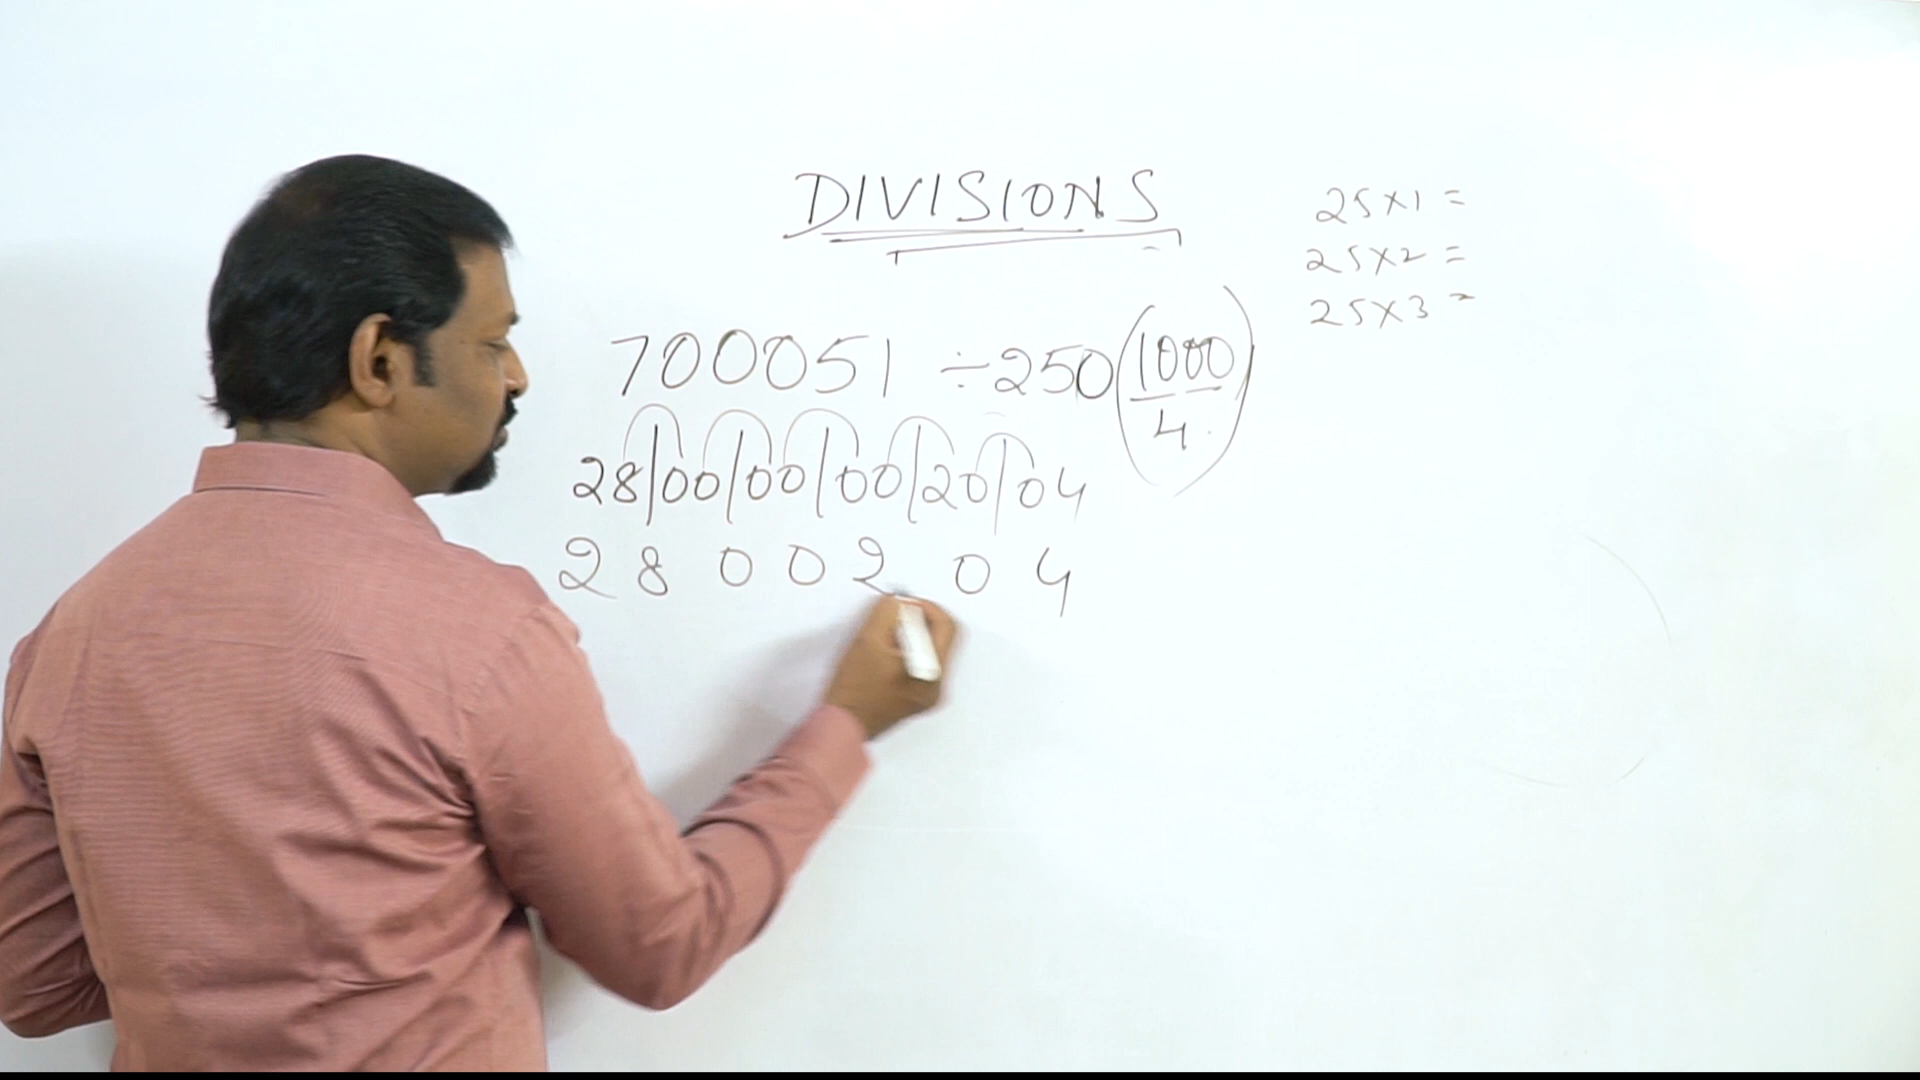 DIVISIONS
700051 ÷ 250 (1000/4)
28|00|00|00|20|04
2 8 0 0 2 0 4
25x1 =
25x2 =
25x3 =